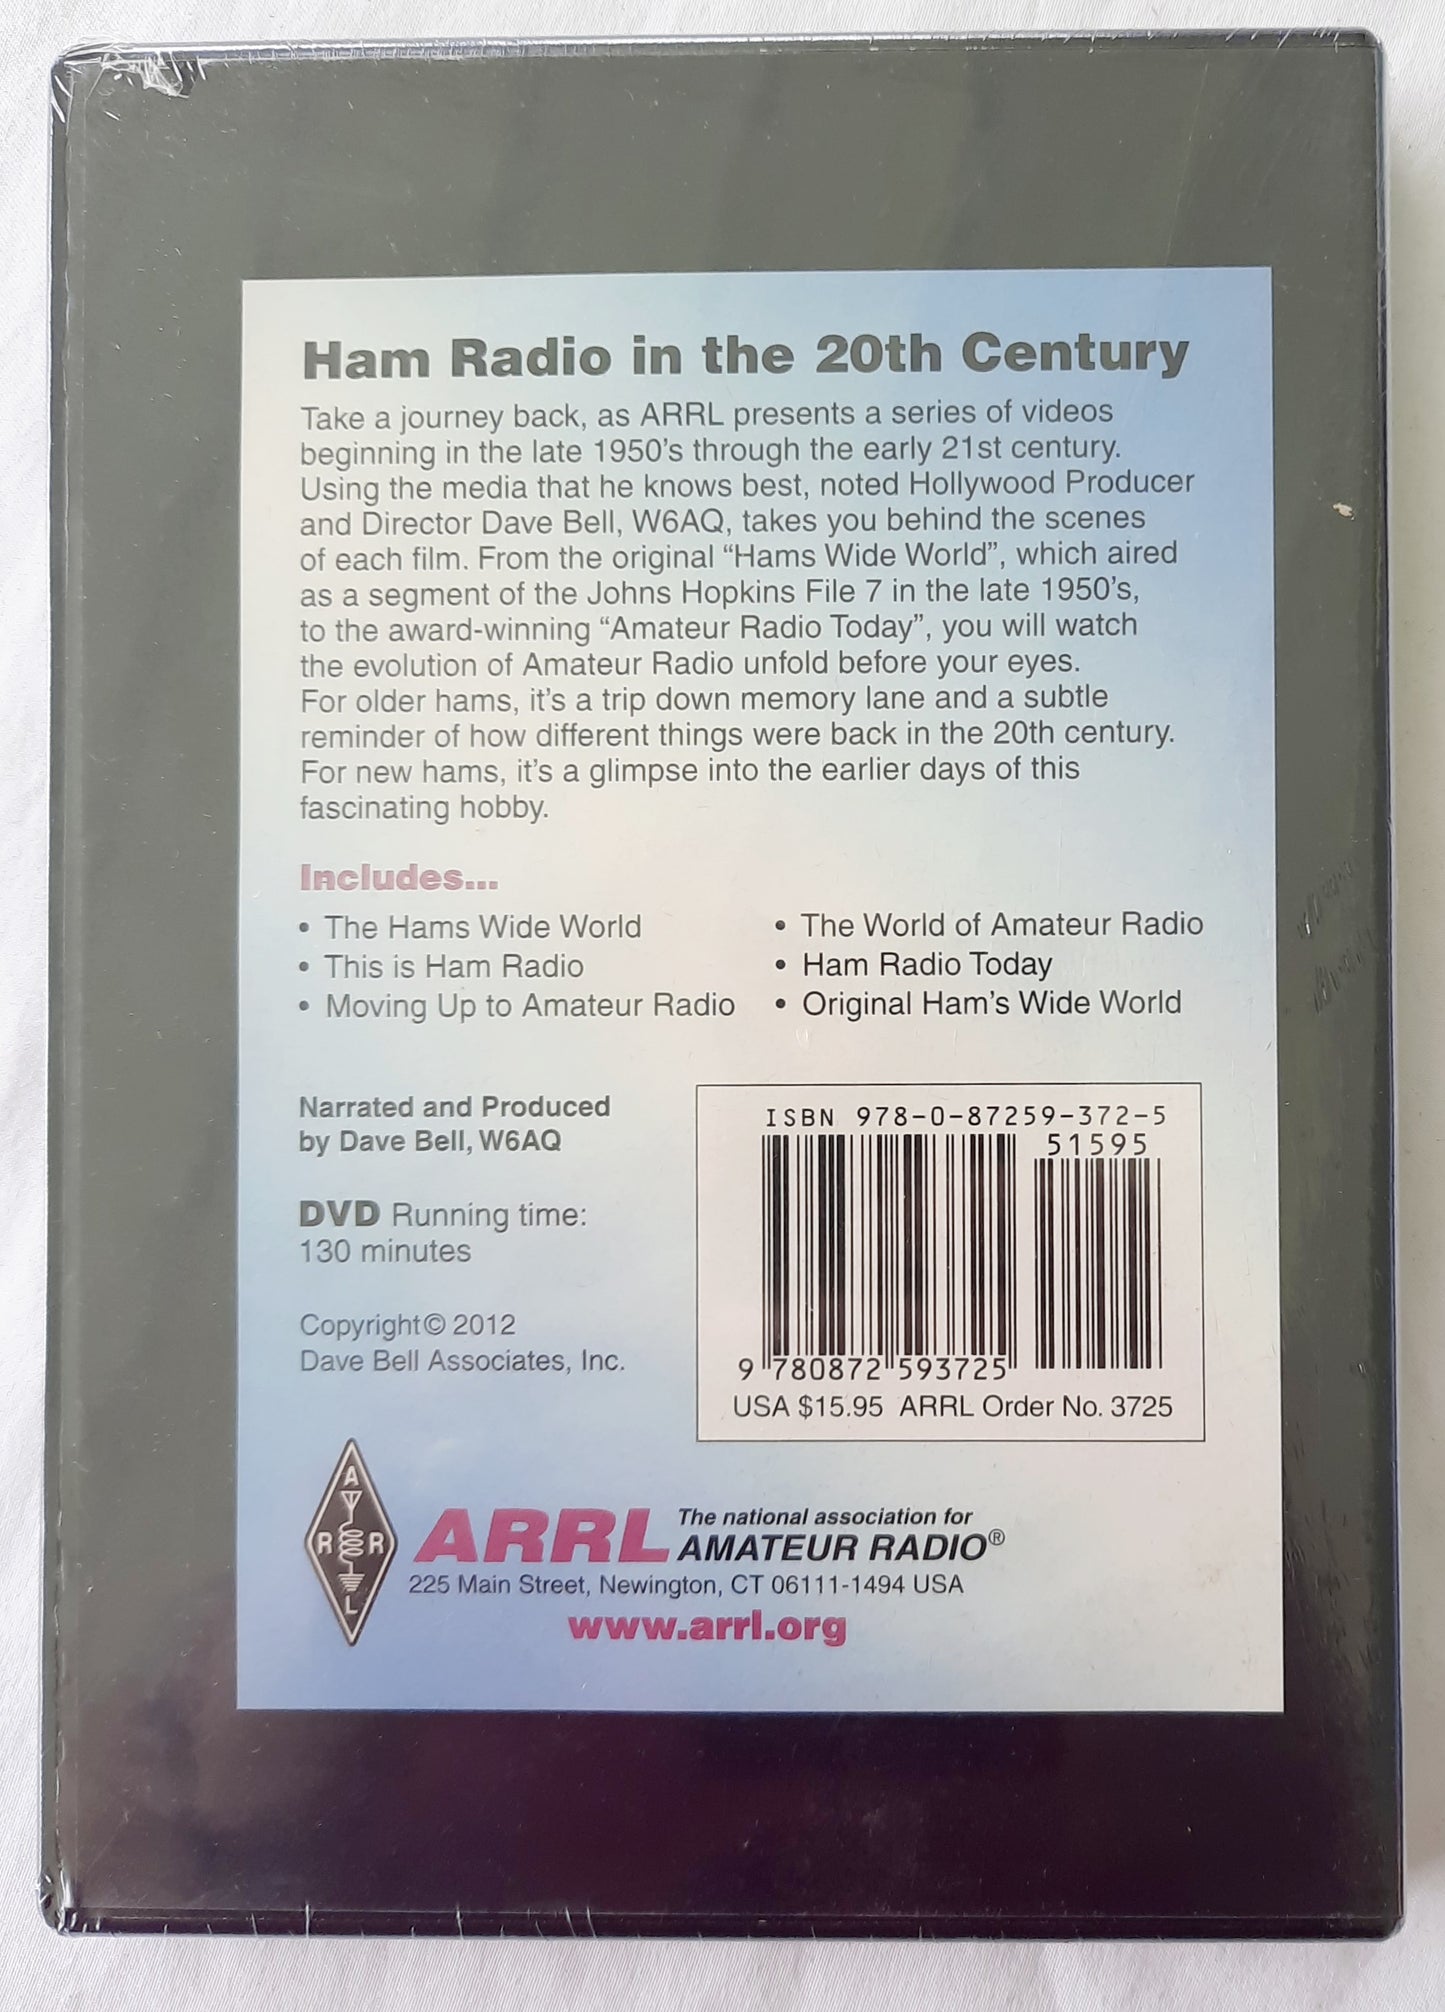 Ham Radio in the 20th Century
Take a journey back, as ARRL presents a series of videos
beginning in the late 1950's through the early 21st century.
Using the media that he knows best, noted Hollywood Producer
and Director Dave Bell, W6AQ, takes you behind the scenes
of each film. From the original “Hams Wide World”, which aired
as a segment of the Johns Hopkins File 7 in the late 1950's,
to the award-winning “Amateur Radio Today”, you will watch
the evolution of Amateur Radio unfold before your eyes.
For older hams, it's a trip down memory lane and a subtle
reminder of how different things were back in the 20th century.
For new hams, it's a glimpse into the earlier days of this
fascinating hobby.
Includes...
• The Hams Wide World
• This is Ham Radio
• Moving Up to Amateur Radio
• The World of Amateur Radio
• Ham Radio Today
• Original Ham's Wide World
Narrated and Produced
by Dave Bell, W6AQ
DVD Running time:
130 minutes
Copyright© 2012
Dave Bell Associates, Inc.
ISBN 978-0-87259-372-5
51595
9 780872 593725
USA $15.95 ARRL Order No. 3725
A
R R
L
ARRL The national association for
AMATEUR RADIO®
225 Main Street, Newington, CT 06111-1494 USA
www.arrl.org